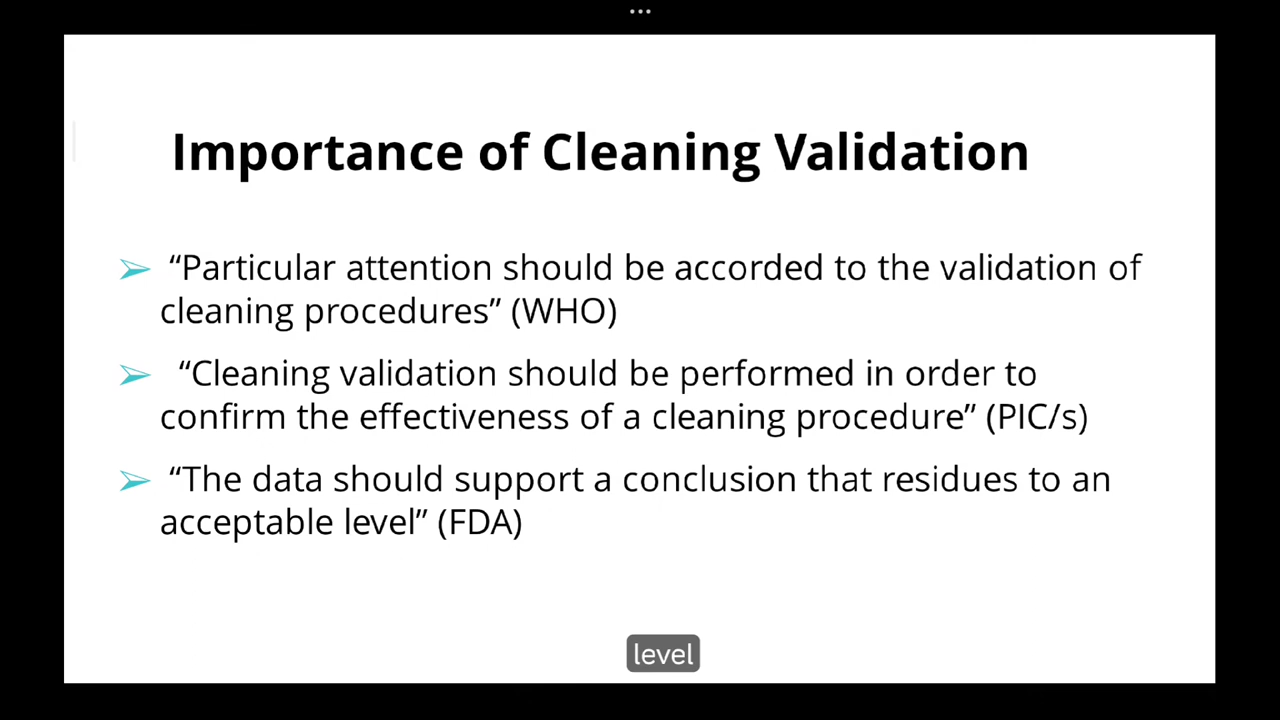 Importance of Cleaning Validation
➢ “Particular attention should be accorded to the validation of
cleaning procedures” (WHO)
➢ “Cleaning validation should be performed in order to
confirm the effectiveness of a cleaning procedure” (PIC/s)
➢ “The data should support a conclusion that residues to an
acceptable level” (FDA)
level